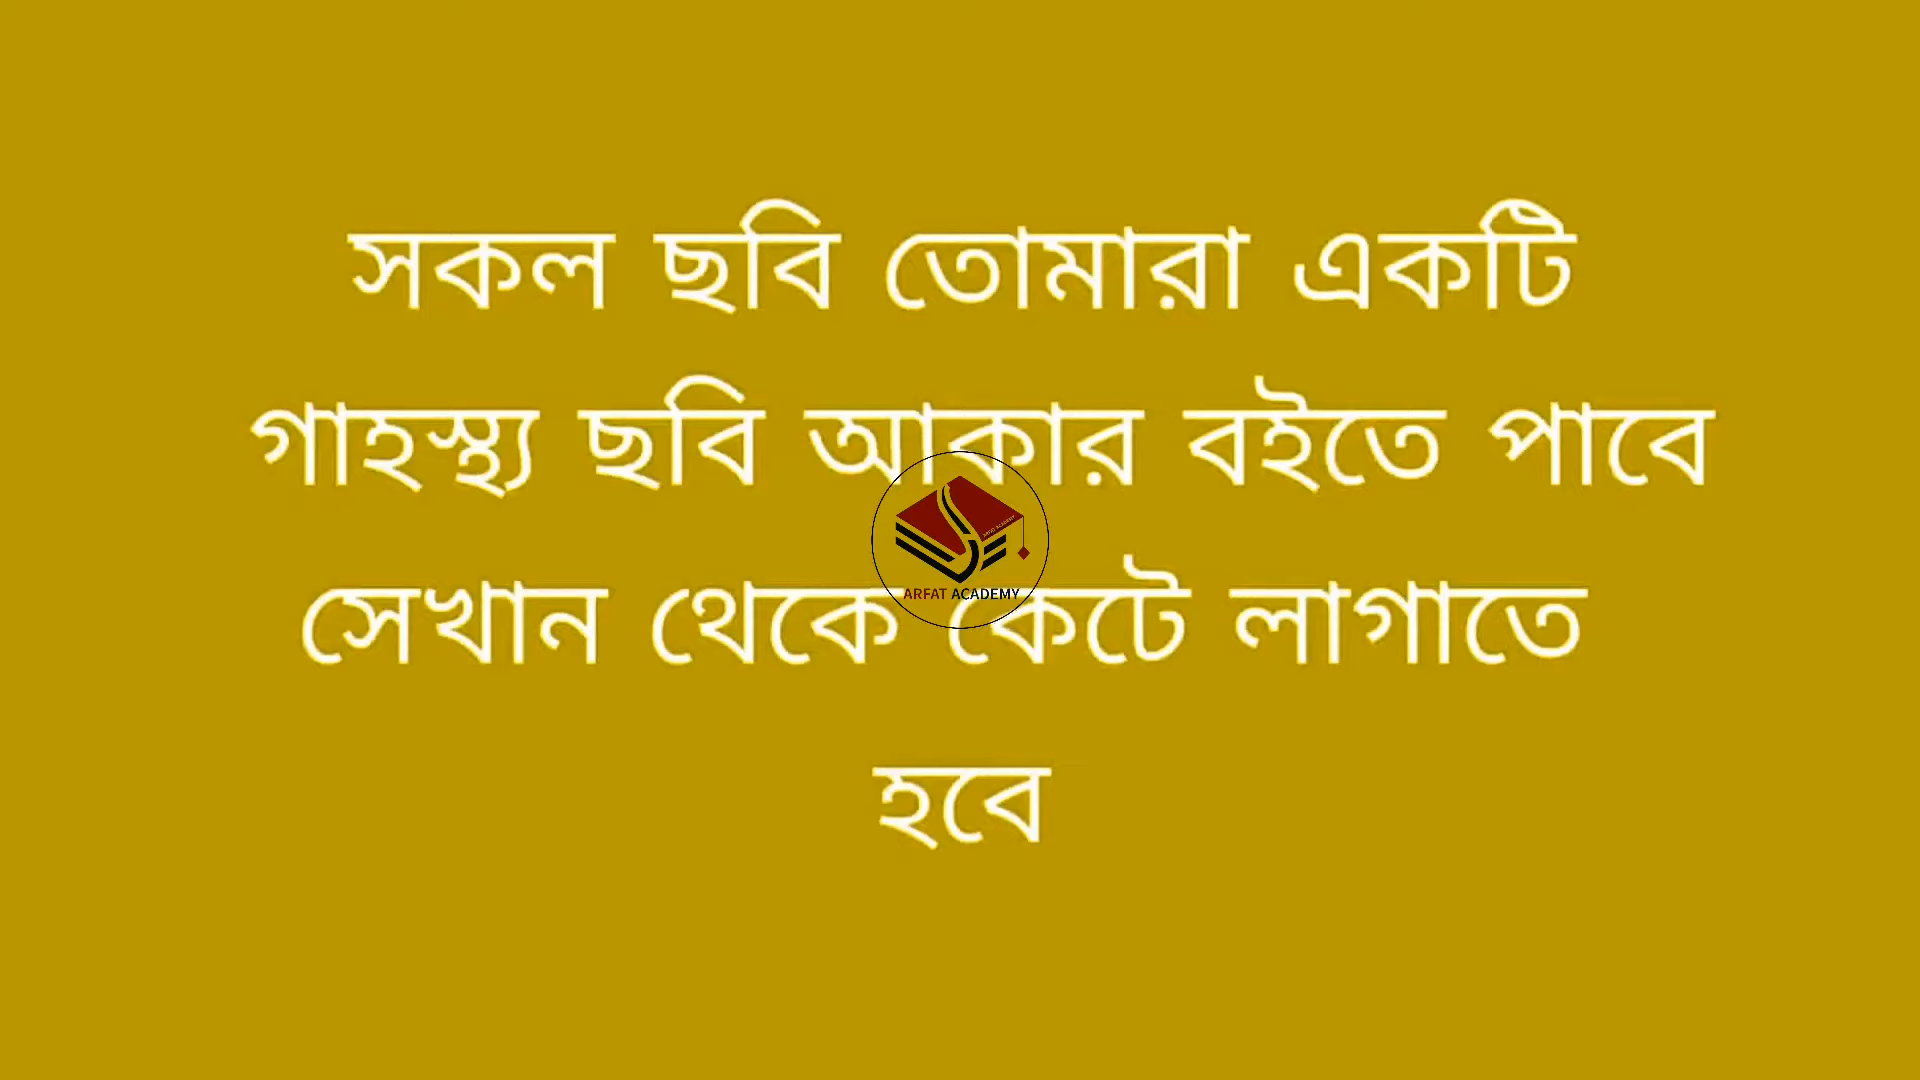 সকল ছবি তোমারা একটি
গাহস্থ্য ছবি আকার বইতে পাবে
সেখান থেকে কেটে লাগাতে
হবে
ARFAT ACADEMY